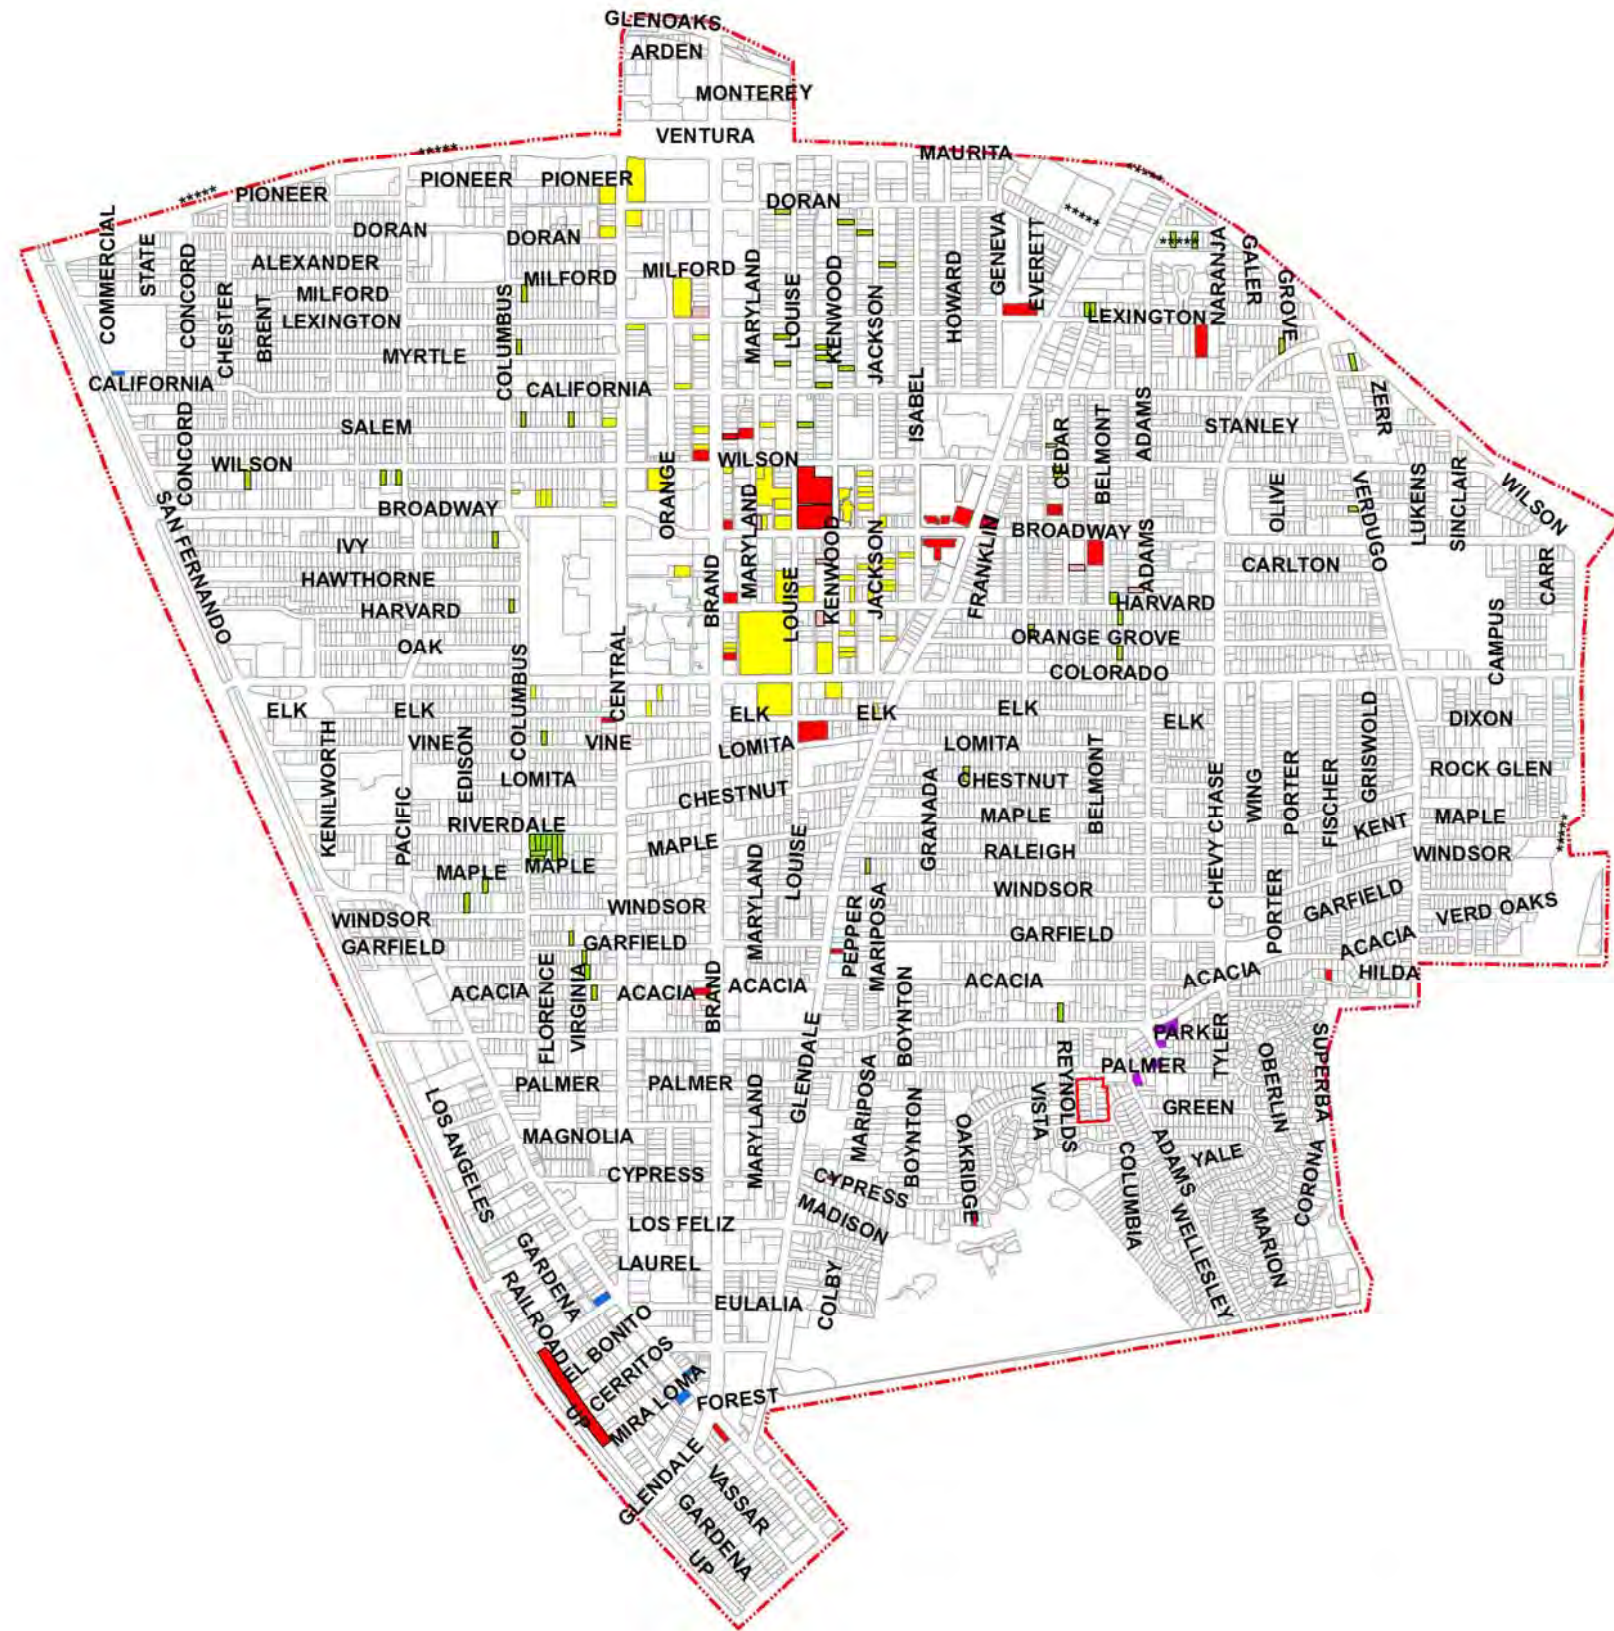 GLENOAKS
ARDEN
MONTEREY
VENTURA
*****
MAURITA
*****
*****
PIONEER
PIONEER
PIONEER
DORAN
*****
COMMERCIAL
STATE
DORAN
DORAN
GENEVA
EVERETT
*****
NARANJA
GALER
CONCORD
ALEXANDER
MILFORD
MILFORD
MARYLAND
LOUISE
KENWOOD
HOWARD
GROVE
CHESTER
BRENT
MILFORD
COLUMBUS
JACKSON
LEXINGTON
LEXINGTON
MYRTLE
CALIFORNIA
CALIFORNIA
ISABEL
ZERR
CONCORD
SALEM
CEDAR
BELMONT
ADAMS
STANLEY
WILSON
ORANGE
WILSON
OLIVE
VERDUGO
LUKENS
SINCLAIR
WILSON
SAN FERNANDO
BROADWAY
MARYLAND
KENWOOD
JACKSON
FRANKLIN
BROADWAY
ADAMS
IVY
HAWTHORNE
BRAND
LOUISE
CARLTON
CARR
HARVARD
HARVARD
OAK
ORANGE GROVE
CAMPUS
COLUMBUS
CENTRAL
COLORADO
ELK
ELK
ELK
ELK
ELK
ELK
GRISWOLD
DIXON
KENILWORTH
VINE
EDISON
VINE
LOMITA
LOMITA
LOMITA
CHESTNUT
CHESTNUT
BELMONT
CHEVY CHASE
WING
PORTER
FISCHER
ROCK GLEN
PACIFIC
RIVERDALE
MAPLE
LOUISE
GRANADA
MAPLE
KENT
MAPLE
*****
MAPLE
MAPLE
MARYLAND
RALEIGH
WINDSOR
WINDSOR
WINDSOR
PEPPER
MARIPOSA
WINDSOR
PORTER
GARFIELD
VERD OAKS
GARFIELD
GARFIELD
GARFIELD
ACACIA
ACACIA
FLORENCE
VIRGINIA
ACACIA
BRAND
ACACIA
BOYNTON
ACACIA
ACACIA
HILDA
GLENDALE
PARKER
TYLER
SUPERBA
LOS ANGELES
PALMER
PALMER
MARYLAND
MARIPOSA
BOYNTON
VISTA
REYNOLDS
PALMER
OBERLIN
GREEN
MAGNOLIA
OAKRIDGE
COLUMBIA
ADAMS
YALE
CORONA
CYPRESS
CYPRESS
MADISON
LOS FELIZ
WELLESLEY
MARION
GARDENA
LAUREL
COLBY
RAILROAD
EULALIA
EL BONITO
CERRITOS
MIRA LOMA
UP
FOREST
GLENDALE
VASSAR
GARDENA
UP